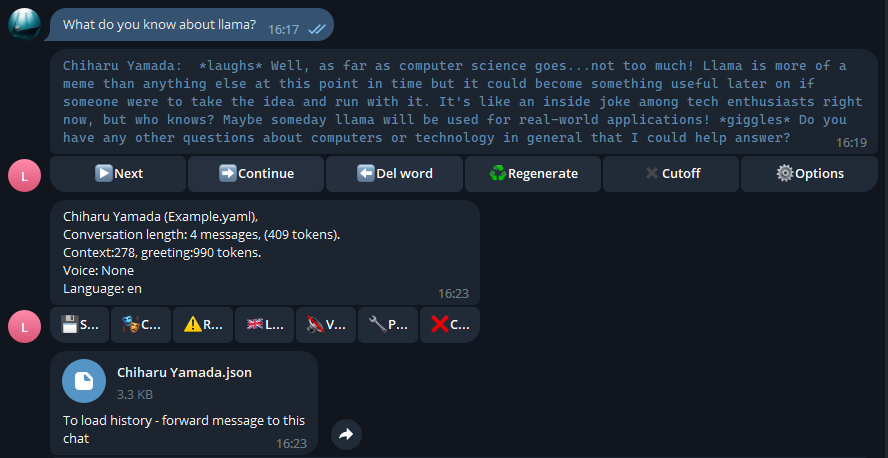 What do you know about llama?
16:17
Chiharu Yamada:  *laughs* Well, as far as computer science goes...not too much! Llama is more of a
meme than anything else at this point in time but it could become something useful later on if
someone were to take the idea and run with it. It's like an inside joke among tech enthusiasts right
now, but who knows? Maybe someday llama will be used for real-world applications! *giggles* Do you
have any other questions about computers or technology in general that I could help answer?
16:19
L
Next
Continue
Del word
Regenerate
Cutoff
Options
Chiharu Yamada (Example.yaml),
Conversation length: 4 messages, (409 tokens).
Context:278, greeting:990 tokens.
Voice: None
Language: en
16:23
L
S...
C...
R...
L...
V...
P...
C...
Chiharu Yamada.json
3.3 KB
To load history - forward message to this
chat
16:23